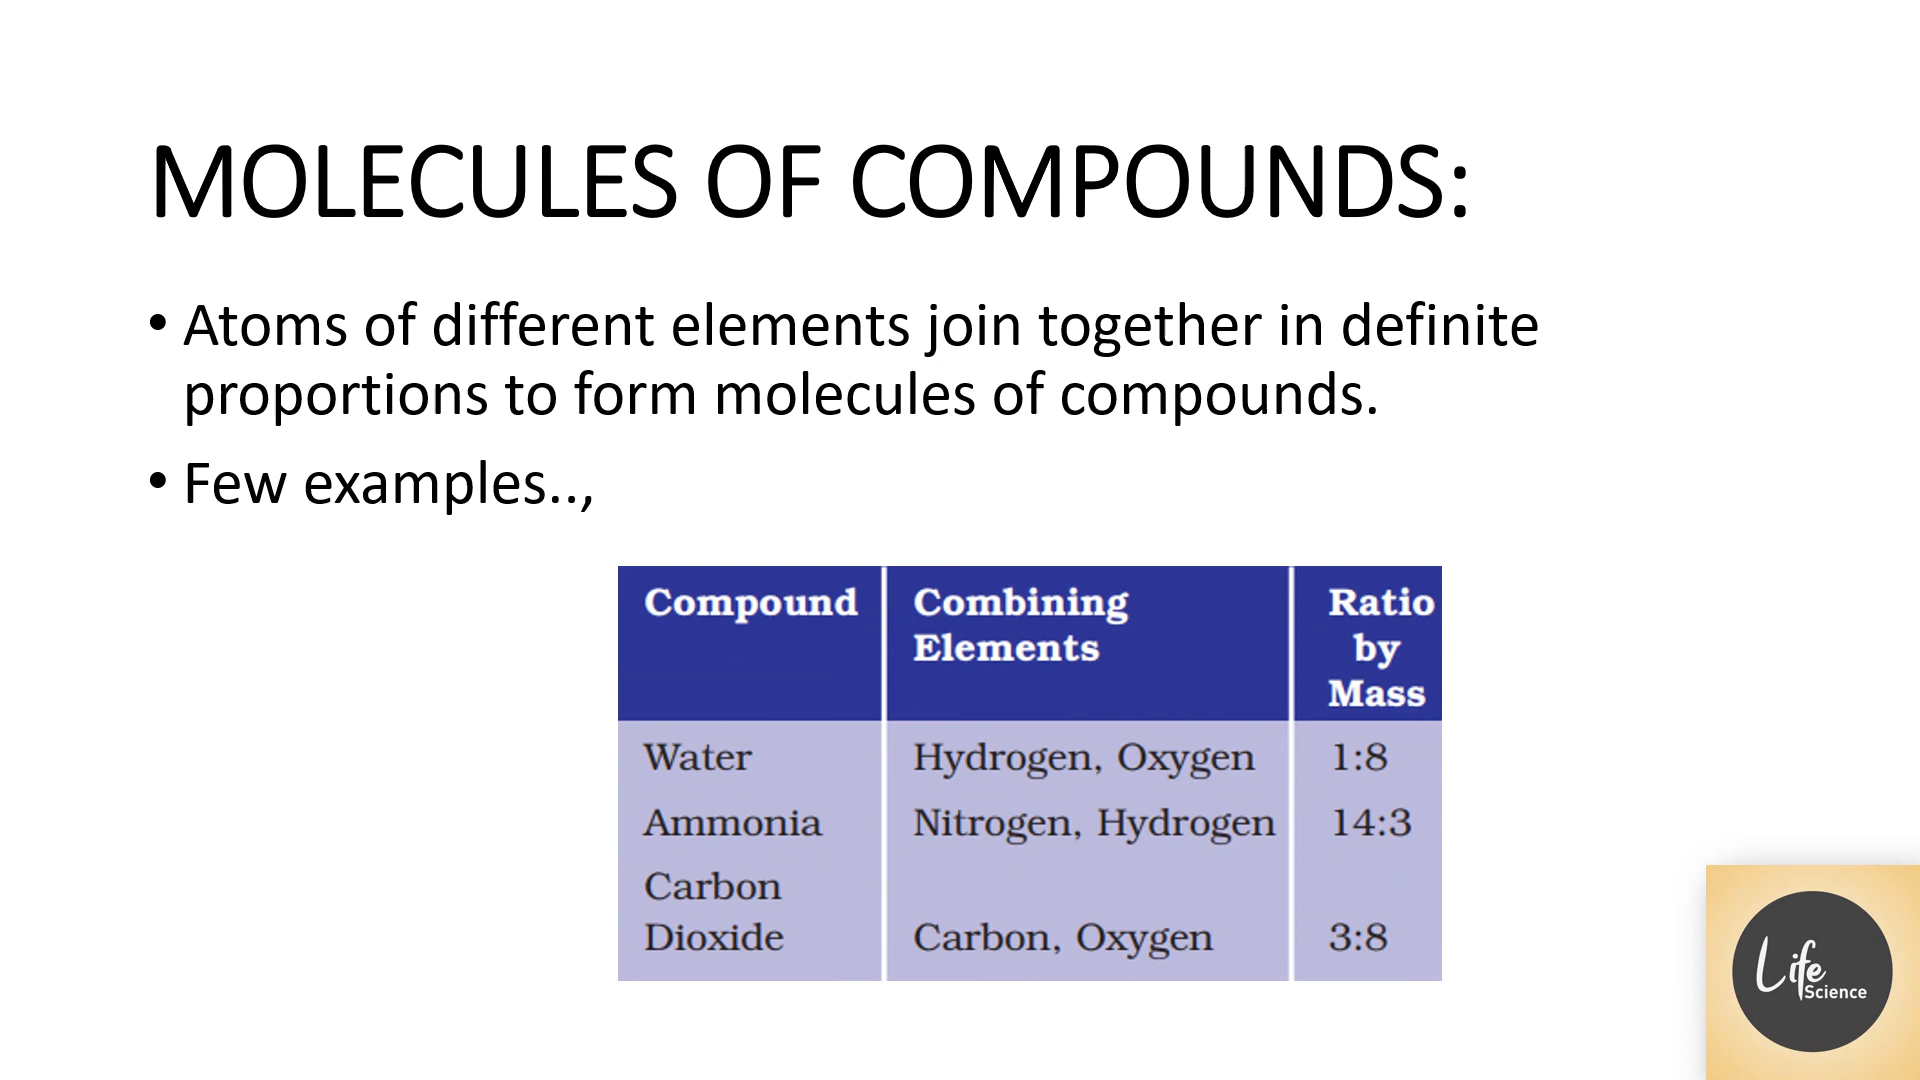 MOLECULES OF COMPOUNDS:
• Atoms of different elements join together in definite
proportions to form molecules of compounds.
• Few examples..,
Compound Combining Elements Ratio by Mass
Water Hydrogen, Oxygen 1:8
Ammonia Nitrogen, Hydrogen 14:3
Carbon
Dioxide Carbon, Oxygen 3:8
Life
Science